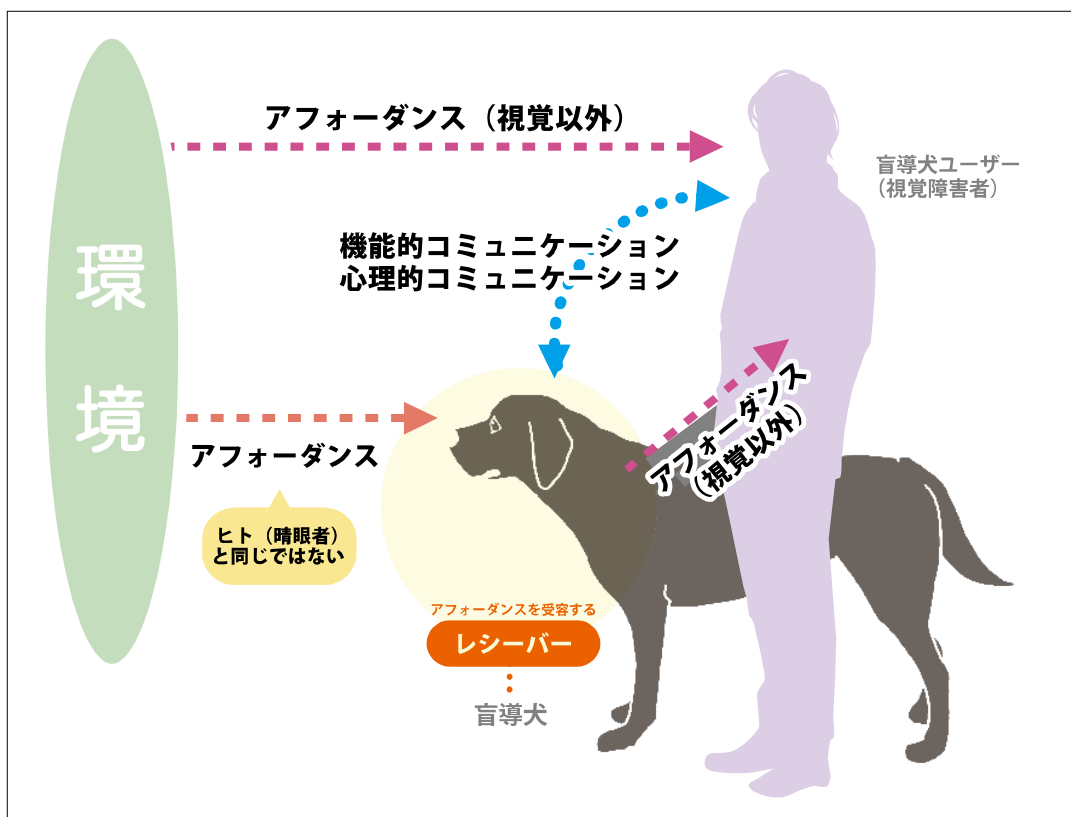 アフォーダンス（視覚以外）
盲導犬ユーザー
（視覚障害者）
環境
機能的コミュニケーション
心理的コミュニケーション
アフォーダンス
（視覚以外）
アフォーダンス
ヒト（晴眼者）
と同じではない
アフォーダンスを受容する
レシーバー
盲導犬